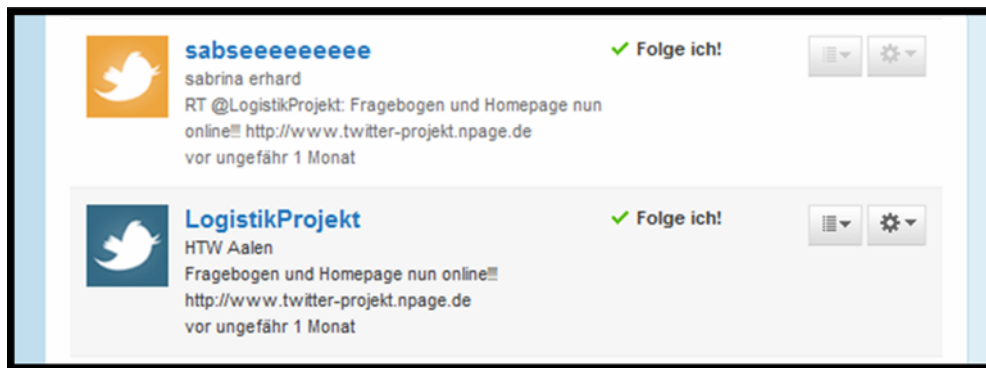 sabseeeeeeeee
Folge ich!
sabrina erhard
RT @LogistikProjekt: Fragebogen und Homepage nun
online!!! http://www.twitter-projekt.npage.de
vor ungefähr 1 Monat
LogistikProjekt
Folge ich!
HTW Aalen
Fragebogen und Homepage nun online!!!
http://www.twitter-projekt.npage.de
vor ungefähr 1 Monat